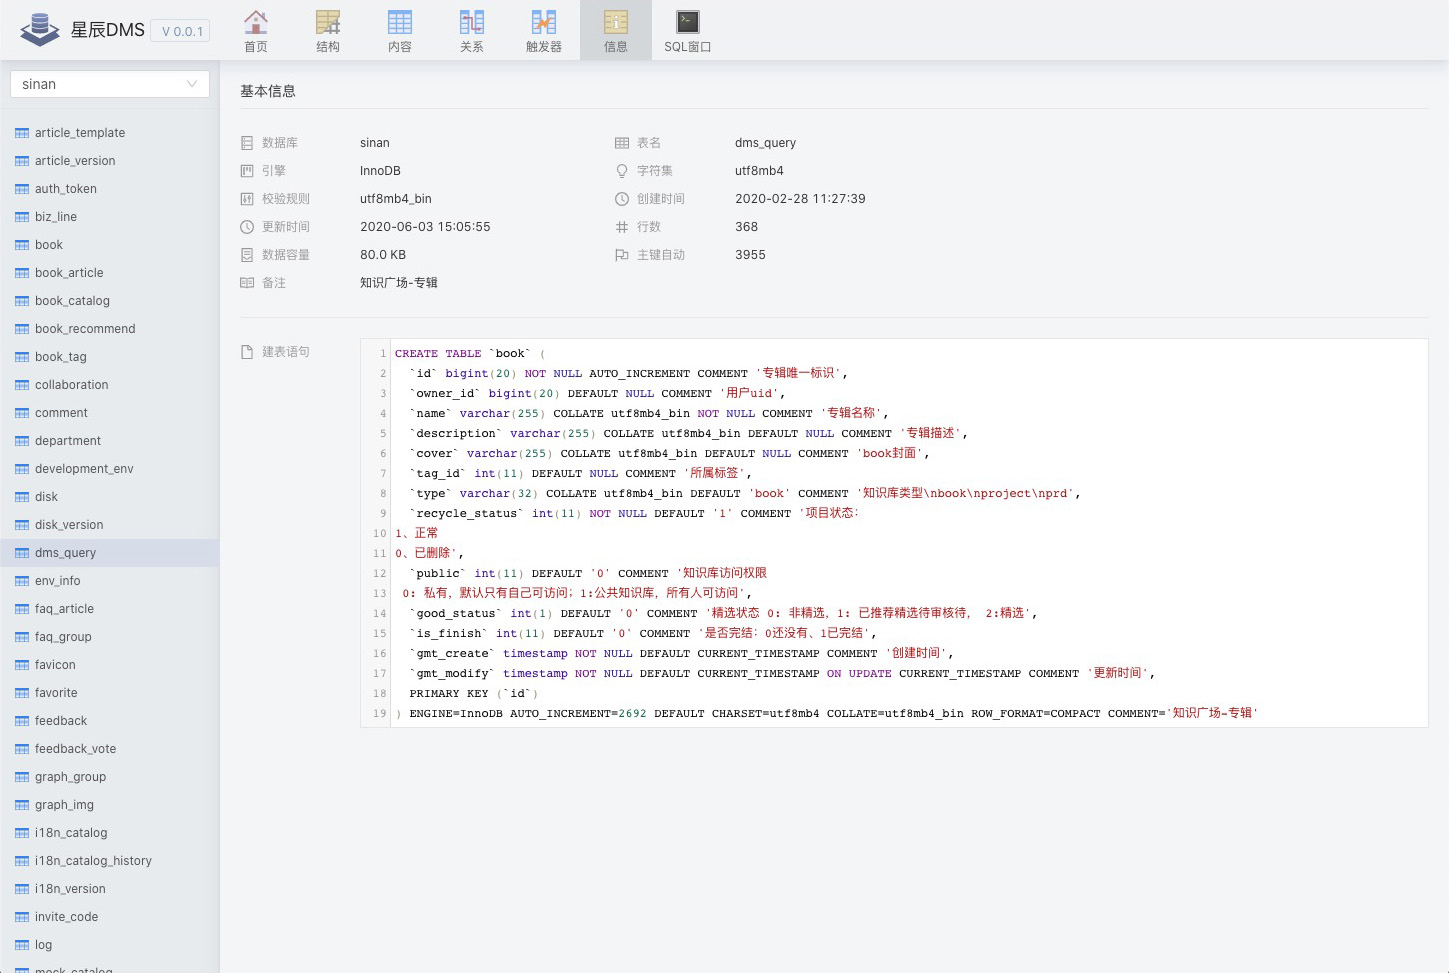 星辰DMS V 0.0.1
首页 结构 内容 关系 触发器 信息 SQL窗口
sinan
article_template
article_version
auth_token
biz_line
book
book_article
book_catalog
book_recommend
book_tag
collaboration
comment
department
development_env
disk
disk_version
dms_query
env_info
faq_article
faq_group
favicon
favorite
feedback
feedback_vote
graph_group
graph_img
i18n_catalog
i18n_catalog_history
i18n_version
invite_code
log
mock_catalog
基本信息
数据库 sinan 表名 dms_query
引擎 InnoDB 字符集 utf8mb4
校验规则 utf8mb4_bin 创建时间 2020-02-28 11:27:39
更新时间 2020-06-03 15:05:55 行数 368
数据容量 80.0 KB 主键自动 3955
备注 知识广场-专辑
建表语句
1 CREATE TABLE `book` (
2 `id` bigint(20) NOT NULL AUTO_INCREMENT COMMENT '专辑唯一标识',
3 `owner_id` bigint(20) DEFAULT NULL COMMENT '用户uid',
4 `name` varchar(255) COLLATE utf8mb4_bin NOT NULL COMMENT '专辑名称',
5 `description` varchar(255) COLLATE utf8mb4_bin DEFAULT NULL COMMENT '专辑描述',
6 `cover` varchar(255) COLLATE utf8mb4_bin DEFAULT NULL COMMENT 'book封面',
7 `tag_id` int(11) DEFAULT NULL COMMENT '所属标签',
8 `type` varchar(32) COLLATE utf8mb4_bin DEFAULT 'book' COMMENT '知识库类型\nbook\nproject\nprd',
9 `recycle_status` int(11) NOT NULL DEFAULT '1' COMMENT '项目状态:
10 1、正常
11 0、已删除',
12 `public` int(11) DEFAULT '0' COMMENT '知识库访问权限
13 0: 私有, 默认只有自己可访问; 1:公共知识库, 所有人可访问',
14 `good_status` int(1) DEFAULT '0' COMMENT '精选状态 0: 非精选, 1: 已推荐精选待审核待, 2:精选',
15 `is_finish` int(11) DEFAULT '0' COMMENT '是否完结: 0还没有、1已完结',
16 `gmt_create` timestamp NOT NULL DEFAULT CURRENT_TIMESTAMP COMMENT '创建时间',
17 `gmt_modify` timestamp NOT NULL DEFAULT CURRENT_TIMESTAMP ON UPDATE CURRENT_TIMESTAMP COMMENT '更新时间',
18 PRIMARY KEY (`id`)
19 ) ENGINE=InnoDB AUTO_INCREMENT=2692 DEFAULT CHARSET=utf8mb4 COLLATE=utf8mb4_bin ROW_FORMAT=COMPACT COMMENT='知识广场-专辑'